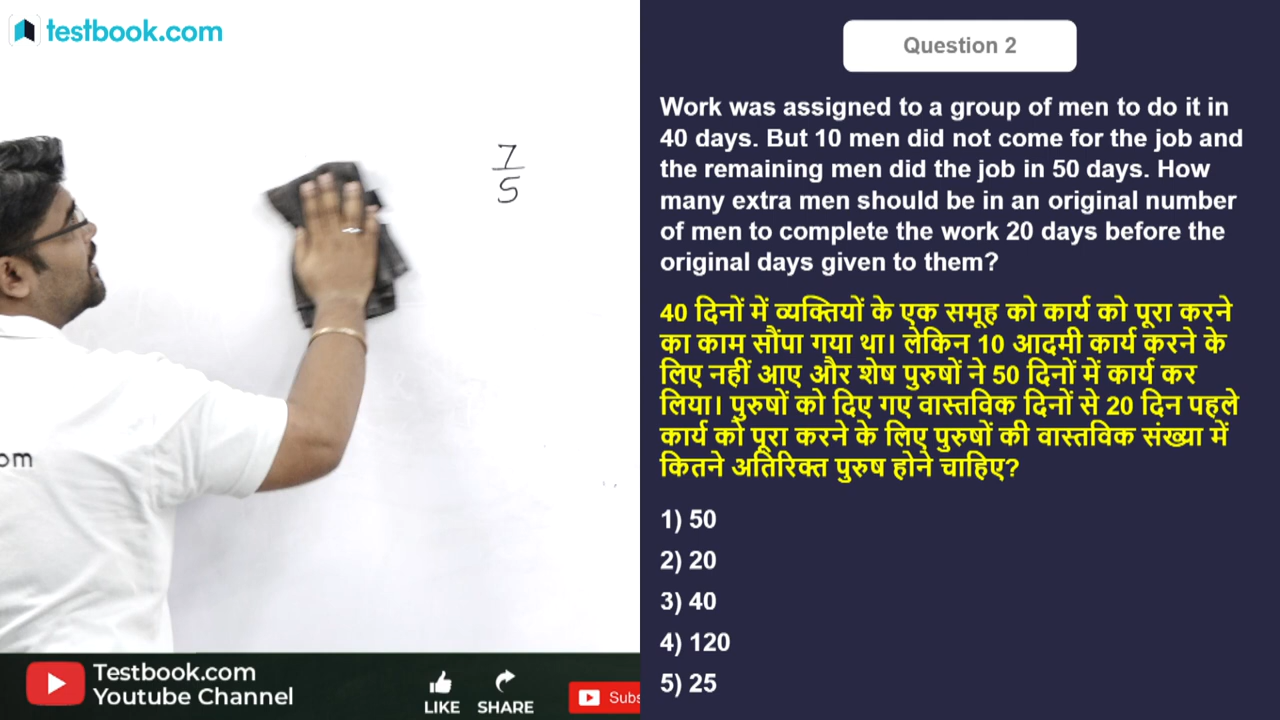 testbook.com
7
5
om
Testbook.com
Youtube Channel
LIKE
SHARE
Subs
Question 2
Work was assigned to a group of men to do it in
40 days. But 10 men did not come for the job and
the remaining men did the job in 50 days. How
many extra men should be in an original number
of men to complete the work 20 days before the
original days given to them?
40 दिनों में व्यक्तियों के एक समूह को कार्य को पूरा करने
का काम सौंपा गया था। लेकिन 10 आदमी कार्य करने के
लिए नहीं आए और शेष पुरुषों ने 50 दिनों में कार्य कर
लिया। पुरुषों को दिए गए वास्तविक दिनों से 20 दिन पहले
कार्य को पूरा करने के लिए पुरुषों की वास्तविक संख्या में
कितने अतिरिक्त पुरुष होने चाहिए?
1) 50
2) 20
3) 40
4) 120
5) 25